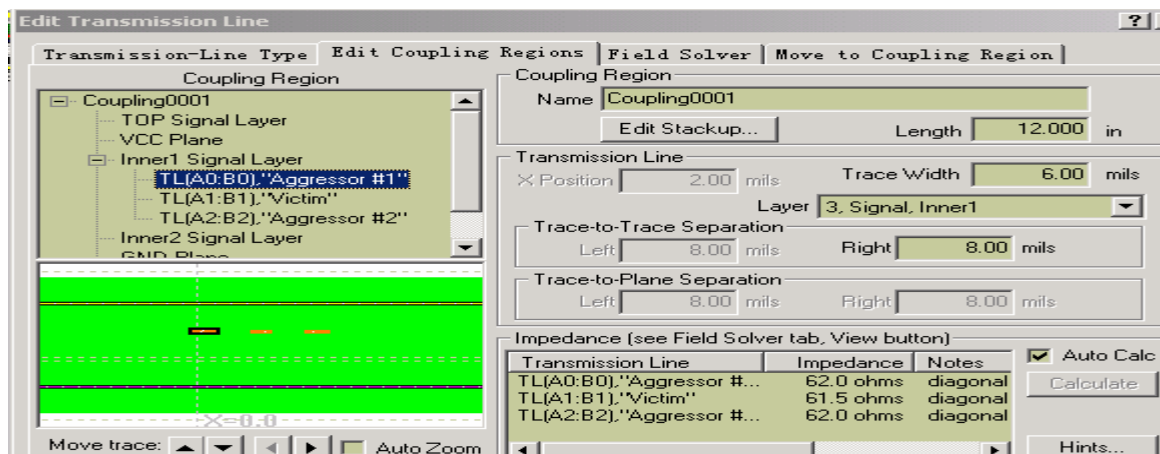 Edit Transmission Line
?
Transmission-Line Type Edit Coupling Regions Field Solver Move to Coupling Region
Coupling Region
Coupling0001
TOP Signal Layer
VCC Plane
Inner1 Signal Layer
TL(A0:B0),"Aggressor #1"
TL(A1:B1),"Victim"
TL(A2:B2),"Aggressor #2"
Inner2 Signal Layer
GND Plane
X=0.0
Move trace: Auto Zoom
Coupling Region
Name Coupling0001
Edit Stackup... Length 12.000 in
Transmission Line
X Position 2.00 mils Trace Width 6.00 mils
Layer 3, Signal, Inner1
Trace-to-Trace Separation
Left 8.00 mils Right 8.00 mils
Trace-to-Plane Separation
Left 8.00 mils Right 8.00 mils
Impedance (see Field Solver tab, View button)
Transmission Line Impedance Notes
TL(A0:B0),"Aggressor #... 62.0 ohms diagonal
TL(A1:B1),"Victim" 61.5 ohms diagonal
TL(A2:B2),"Aggressor #... 62.0 ohms diagonal
Auto Calc
Calculate
Hints...